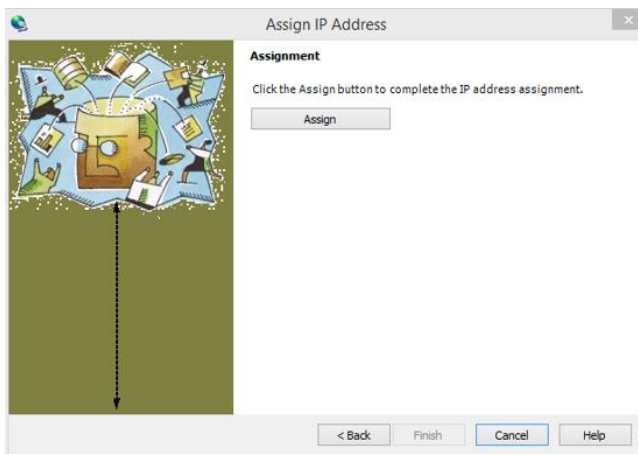 Assign IP Address
Assignment
Click the Assign button to complete the IP address assignment.
Assign
< Back Finish Cancel Help